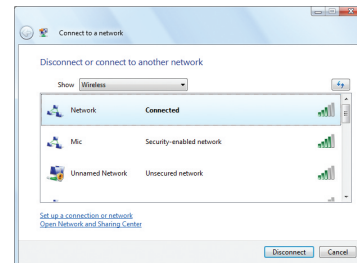 Connect to a network
Disconnect or connect to another network
Show Wireless
Network Connected
Mic Security-enabled network
Unnamed Network Unsecured network
Set up a connection or network
Open Network and Sharing Center
Disconnect Cancel